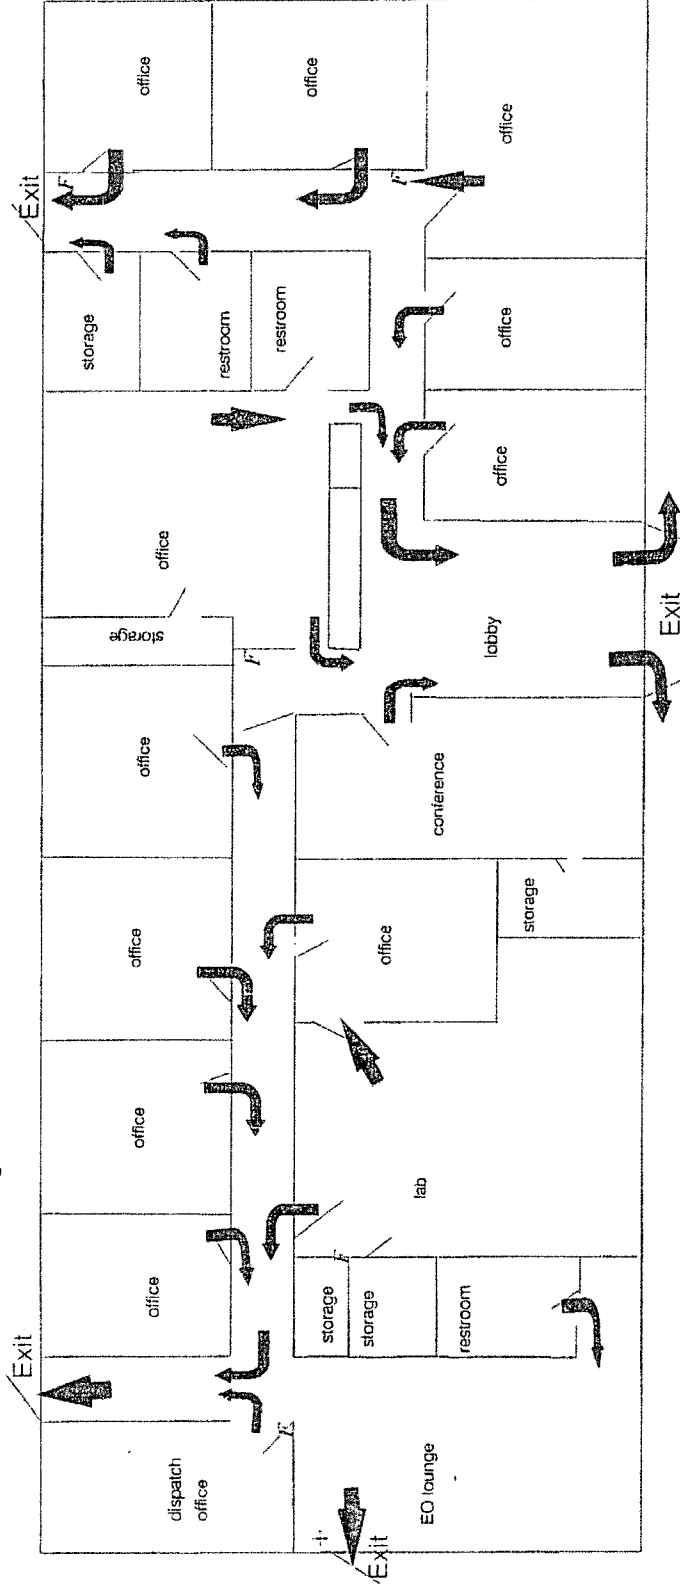 Exit
Exit
office
office
office
office
storage
office
storage
restroom
restroom
office
office
F
F
F
dispatch
office
F
F
storage
storage
restroom
lab
office
storage
conference
lobby
office
office
office
EO lounge
Exit
Exit